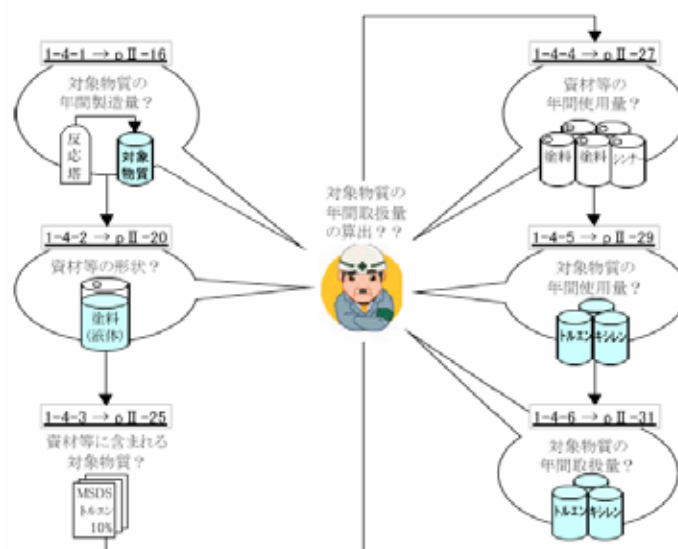 1-4-1 → pⅡ-16
対象物質の
年間製造量？
反応塔
対象
物質
1-4-2 → pⅡ-20
資材等の形状？
塗料
(液体)
1-4-3 → pⅡ-25
資材等に含まれる
対象物質？
MSDS
トルエン
10%
対象物質の
年間取扱量
の算出？？
1-4-4 → pⅡ-27
資材等の
年間使用量？
塗料
塗料
シンナー
1-4-5 → pⅡ-29
対象物質の
年間使用量？
トルエン
キシレン
1-4-6 → pⅡ-31
対象物質の
年間取扱量？
トルエン
キシレン